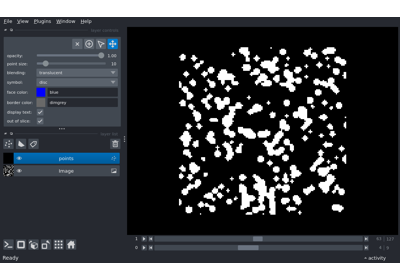 File View Plugins Window Help
opacity: 1.00
point size: 10
blending: translucent
symbol: disc
face color: blue
border color: dimgrey
display text:
out of slice:
points
Image
1
0
Ready
activity